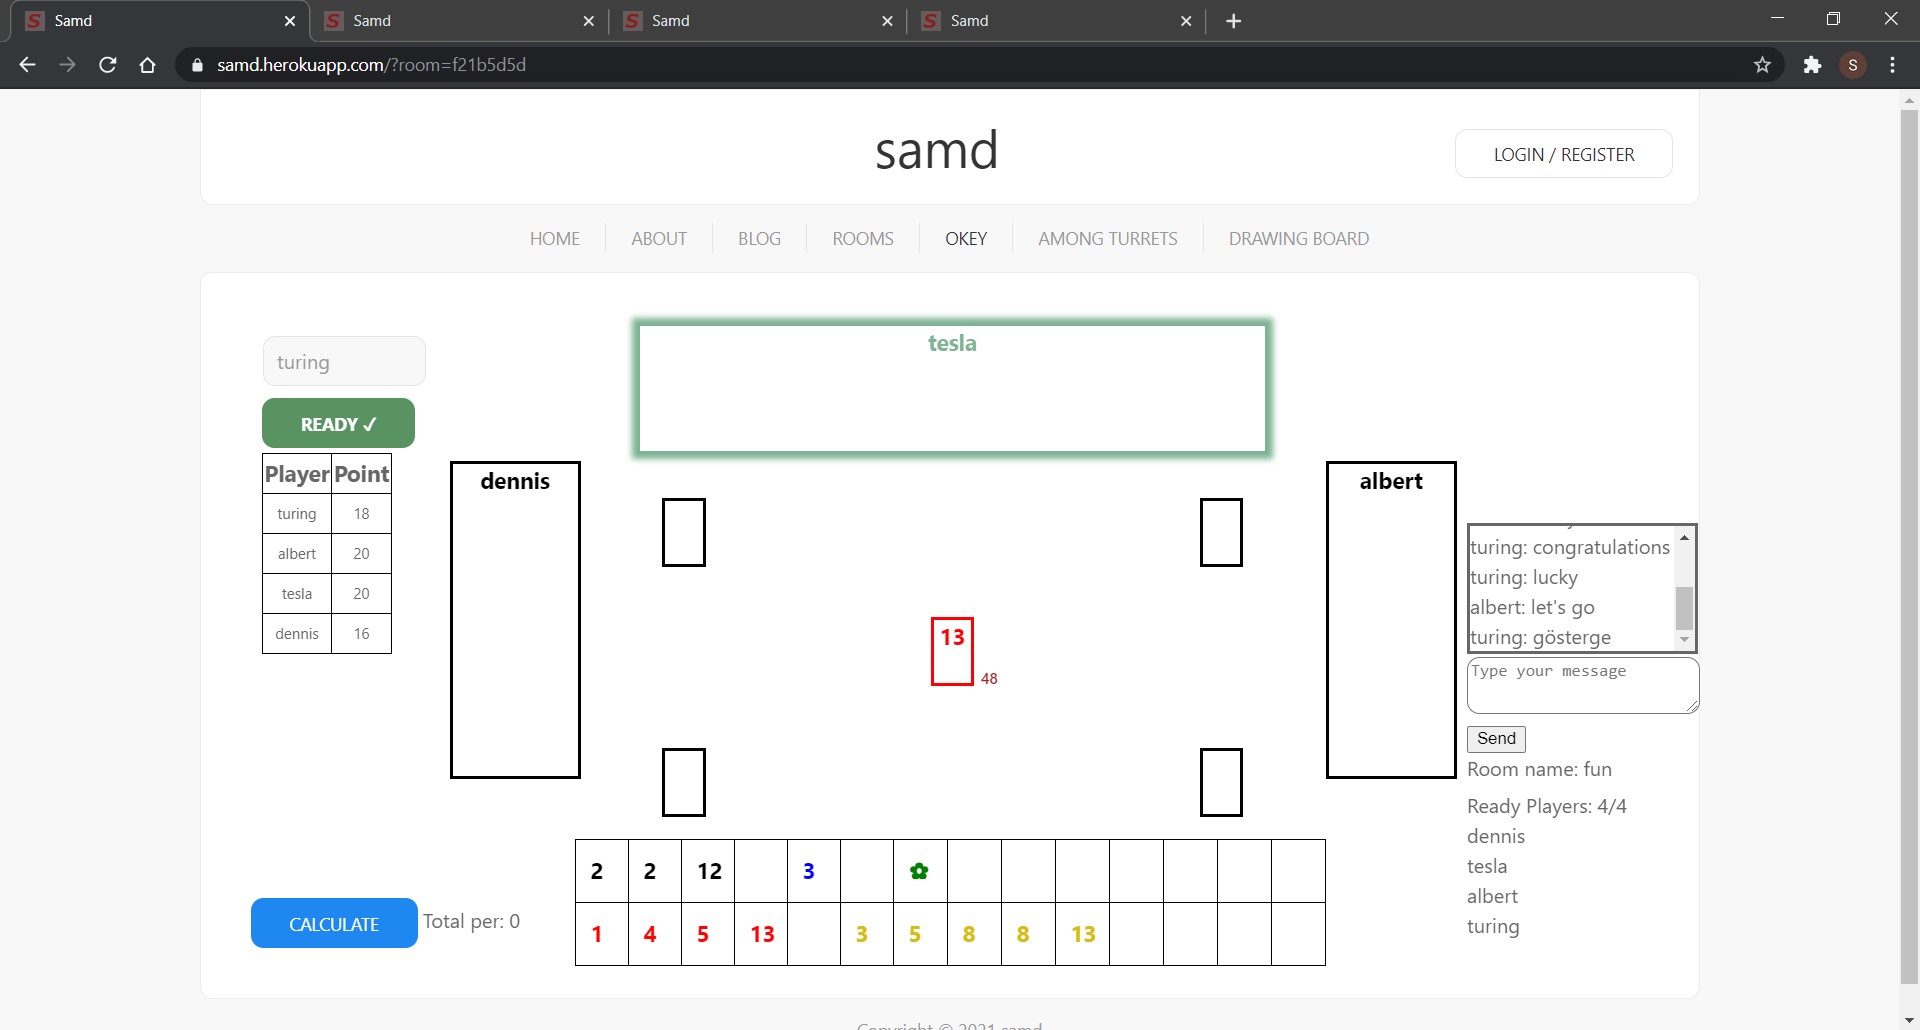 Samd
Samd
Samd
Samd
samd.herokuapp.com/?room=f21b5d5d
S
samd
LOGIN / REGISTER
HOME
ABOUT
BLOG
ROOMS
OKEY
AMONG TURRETS
DRAWING BOARD
turing
READY ✓
Player Point
turing 18
albert 20
tesla 20
dennis 16
tesla
dennis
albert
13
48
turing: congratulations
turing: lucky
albert: let's go
turing: gösterge
Type your message
Send
Room name: fun
Ready Players: 4/4
dennis
tesla
albert
turing
CALCULATE
Total per: 0
2 2 12 3 ✿
1 4 5 13 3 5 8 8 13
Copyright © 2021 samd